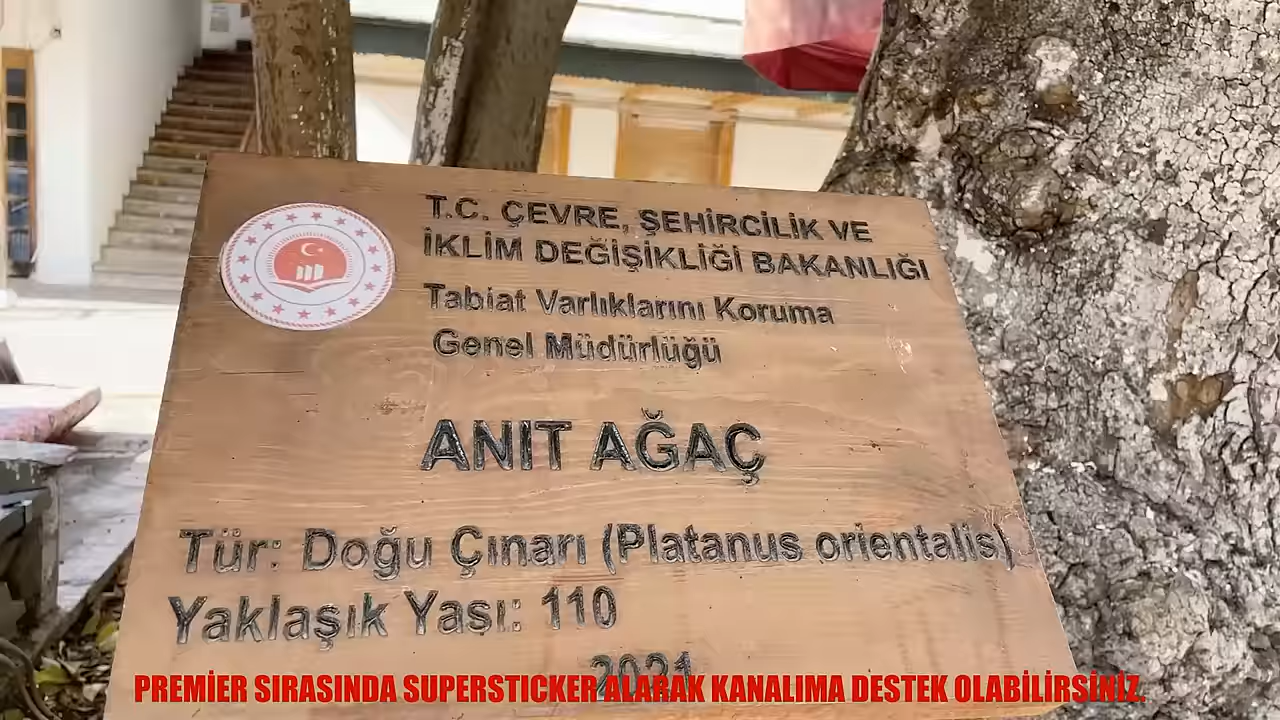 T.C. ÇEVRE, ŞEHİRCİLİK VE
İKLİM DEĞİŞİKLİĞİ BAKANLIĞI
Tabiat Varlıklarını Koruma
Genel Müdürlüğü
ANIT AĞAÇ
Tür: Doğu Çınarı (Platanus orientalis)
Yaklaşık Yaşı: 110
2021
PREMİER SIRASINDA SUPERSTICKER ALARAK KANALIMA DESTEK OLABİLİRSİNİZ.